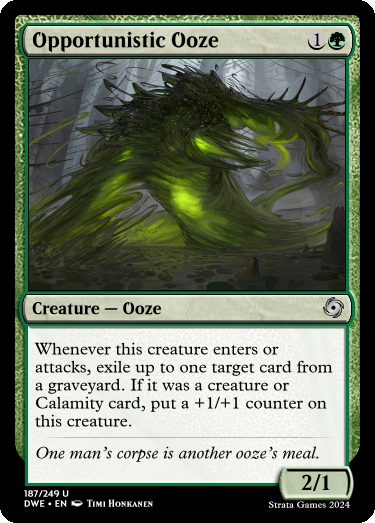 Opportunistic Ooze 1
Creature — Ooze
Whenever this creature enters or
attacks, exile up to one target card from
a graveyard. If it was a creature or
Calamity card, put a +1/+1 counter on
this creature.
One man's corpse is another ooze's meal.
2/1
187/249 U
DWE • EN Timi Honkanen
Strata Games 2024